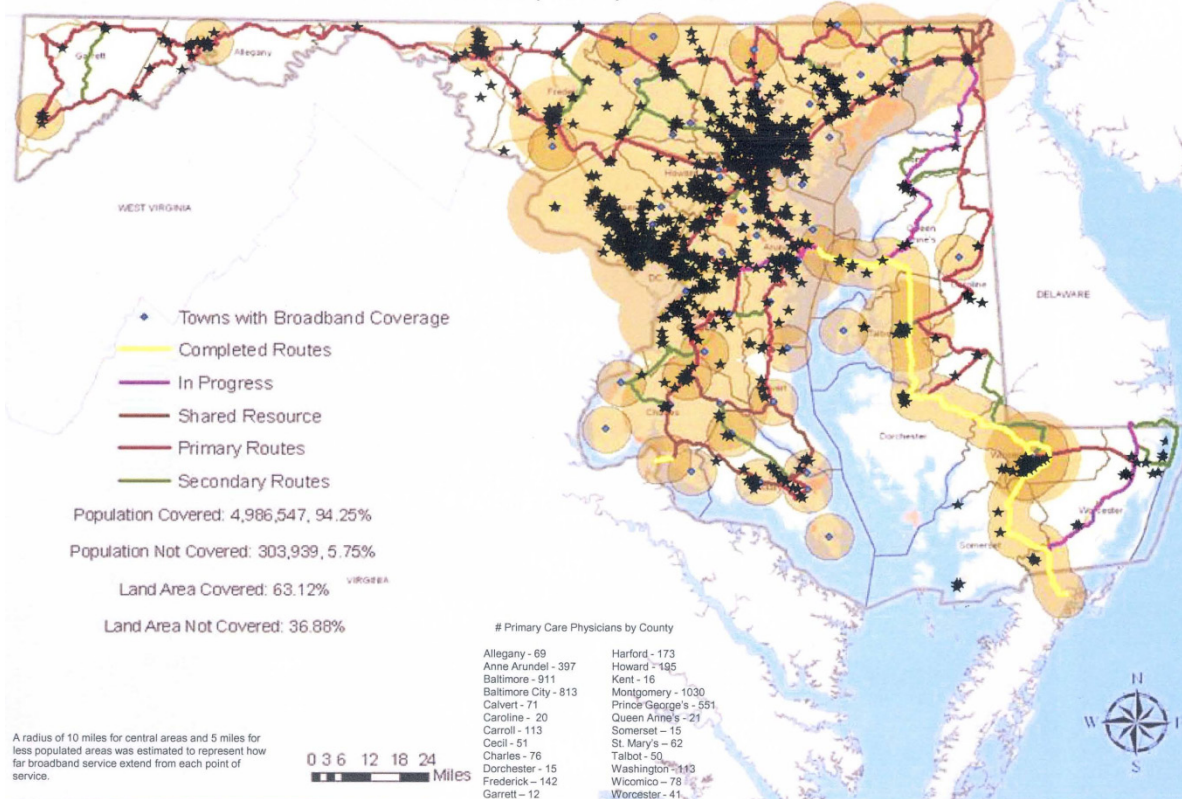 Garrett
Allegany
WEST VIRGINIA
Howard
DC
Queen
Anne's
Caroline
DELAWARE
Charles
Dorchester
Worcester
Somerset
Towns with Broadband Coverage
Completed Routes
In Progress
Shared Resource
Primary Routes
Secondary Routes
Population Covered: 4,986,547, 94.25%
Population Not Covered: 303,939, 5.75%
Land Area Covered: 63.12%
VIRGINIA
Land Area Not Covered: 36.88%
# Primary Care Physicians by County
Allegany - 69
Anne Arundel - 397
Baltimore - 911
Baltimore City - 813
Calvert - 71
Caroline - 20
Carroll - 113
Cecil - 51
Charles - 76
Dorchester - 15
Frederick – 142
Garrett – 12
Harford - 173
Howard - 195
Kent - 16
Montgomery - 1030
Prince George's - 551
Queen Anne's - 21
Somerset – 15
St. Mary's – 62
Talbot - 50
Washington - 113
Wicomico – 78
Worcester - 41
A radius of 10 miles for central areas and 5 miles for
less populated areas was estimated to represent how
far broadband service extend from each point of
service.
0 3 6 12 18 24
Miles
N
W
S